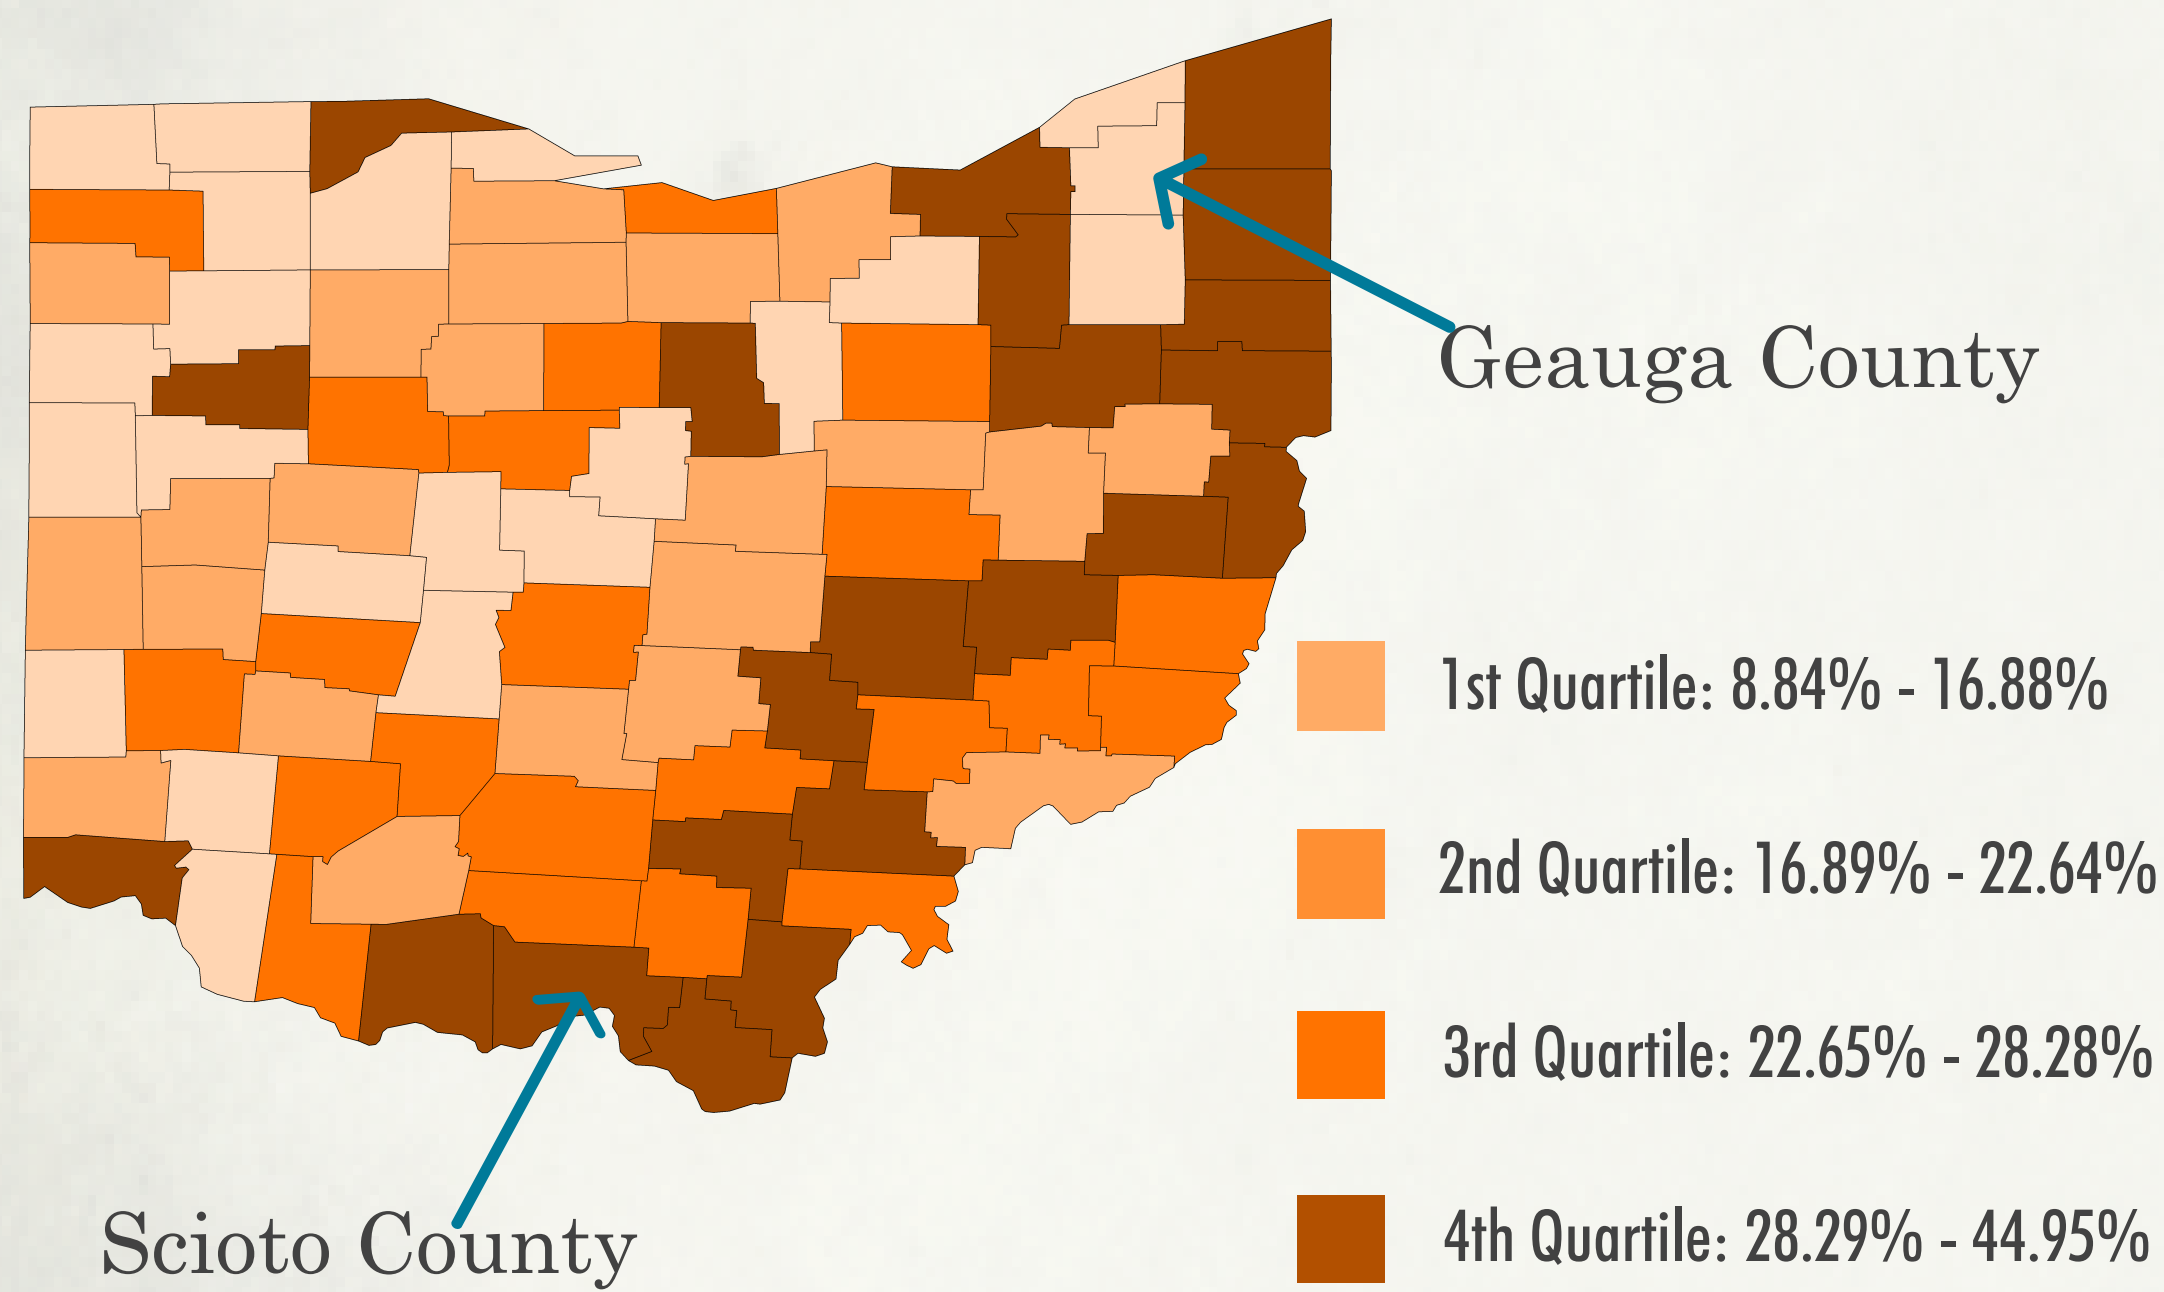 Geauga County
1st Quartile: 8.84% - 16.88%
2nd Quartile: 16.89% - 22.64%
3rd Quartile: 22.65% - 28.28%
4th Quartile: 28.29% - 44.95%
Scioto County